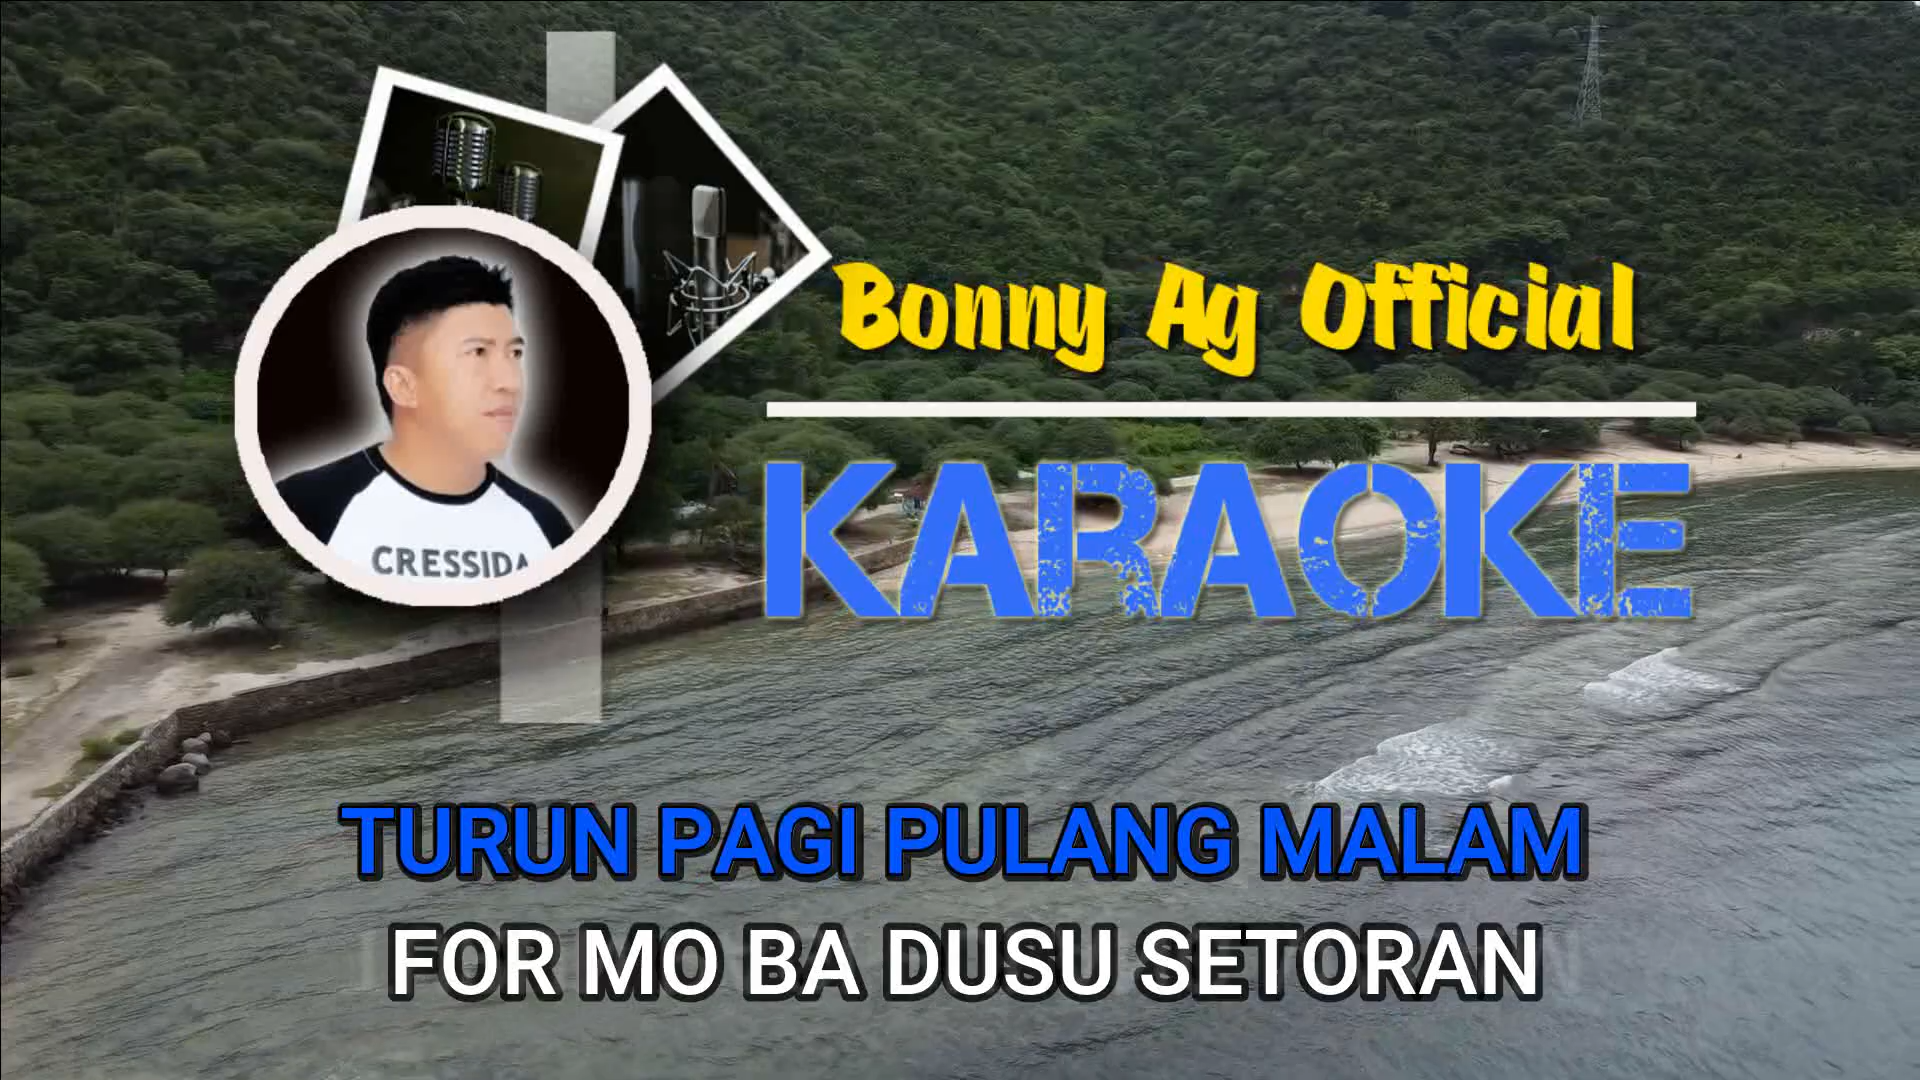 Bonny Ag Official
KARAOKE
CRESSIDA
TURUN PAGI PULANG MALAM
FOR MO BA DUSU SETORAN